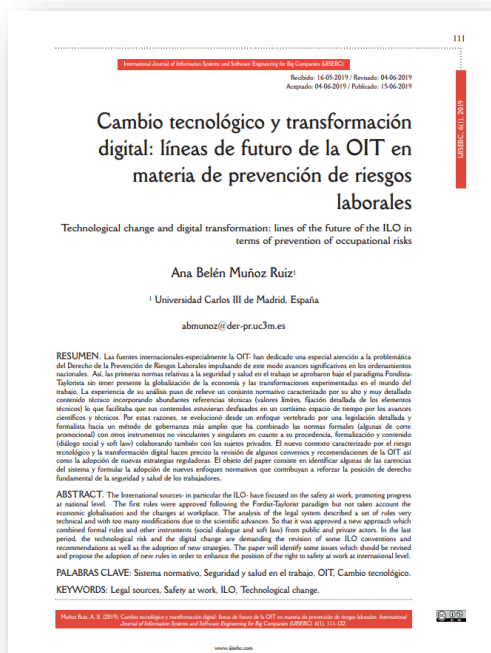 111
International Journal of Information Systems and Software Engineering for Big Companies (IJISEBC)
Recibido: 16-05-2019 / Revisado: 04-06-2019
Aceptado: 04-06-2019 / Publicado: 15-06-2019
IJISEBC, 6(1), 2019
Cambio tecnológico y transformación
digital: líneas de futuro de la OIT en
materia de prevención de riesgos
laborales
Technological change and digital transformation: lines of the future of the ILO in
terms of prevention of occupational risks
Ana Belén Muñoz Ruiz¹
¹ Universidad Carlos III de Madrid, España
abmunoz@der-pr.uc3m.es
RESUMEN. Las fuentes internacionales-especialmente la OIT- han dedicado una especial atención a la problemática
del Derecho de la Prevención de Riesgos Laborales impulsando de este modo avances significativos en los ordenamientos
nacionales. Así, las primeras normas relativas a la seguridad y salud en el trabajo se aprobaron bajo el paradigma Fondista-
Taylorista sin tener presente la globalización de la economía y las transformaciones experimentadas en el mundo del
trabajo. La experiencia de su análisis puso de relieve un conjunto normativo caracterizado por su alto y muy detallado
contenido técnico incorporando abundantes referencias técnicas (valores límites, fijación detallada de los elementos
técnicos) lo que facilitaba que sus contenidos estuvieran desfasados en un cortísimo espacio de tiempo por los avances
científicos y técnicos. Por estas razones, se evolucionó desde un enfoque vertebrado por una legislación detallada y
formalista hacia un método de gobernanza más amplio que ha combinado las normas formales (algunas de corte
promocional) con otros instrumentos no vinculantes y singulares en cuanto a su procedencia, formalización y contenido
(diálogo social y soft law) colaborando también con los sujetos privados. El nuevo contexto caracterizado por el riesgo
tecnológico y la transformación digital hacen preciso la revisión de algunos convenios y recomendaciones de la OIT así
como la adopción de nuevas estrategias reguladoras. El objeto del paper consiste en identificar algunas de las carencias
del sistema y formular la adopción de nuevos enfoques normativos que contribuyan a reforzar la posición de derecho
fundamental de la seguridad y salud de los trabajadores.
ABSTRACT. The International sources- in particular the ILO- have focused on the safety at work, promoting progress
at national level. The first rules were approved following the Fordist-Taylorist paradigm but not taken account the
economic globalisation and the changes at workplace. The analysis of the legal system described a set of rules very
technical and with too many modifications due to the scientific advances. So that it was approved a new approach which
combined formal rules and other instruments (social dialogue and soft law) from public and private actors. In the last
period, the technological risk and the digital change are demanding the revision of some ILO conventions and
recommendations as well as the adoption of new strategies. The paper will identify some issues which should be revised
and propose the adoption of new rules in order to enhance the position of the right to safety at work at international level.
PALABRAS CLAVE: Sistema normativo, Seguridad y salud en el trabajo, OIT, Cambio tecnológico.
KEYWORDS: Legal sources, Safety at work, ILO, Technological change.
Muñoz Ruiz, A. B. (2019). Cambio tecnológico y transformación digital: líneas de futuro de la OIT en materia de prevención de riesgos laborales. International
Journal of Information Systems and Software Engineering for Big Companies (IJISEBC), 6(1), 111-122.
www.ijisebc.com